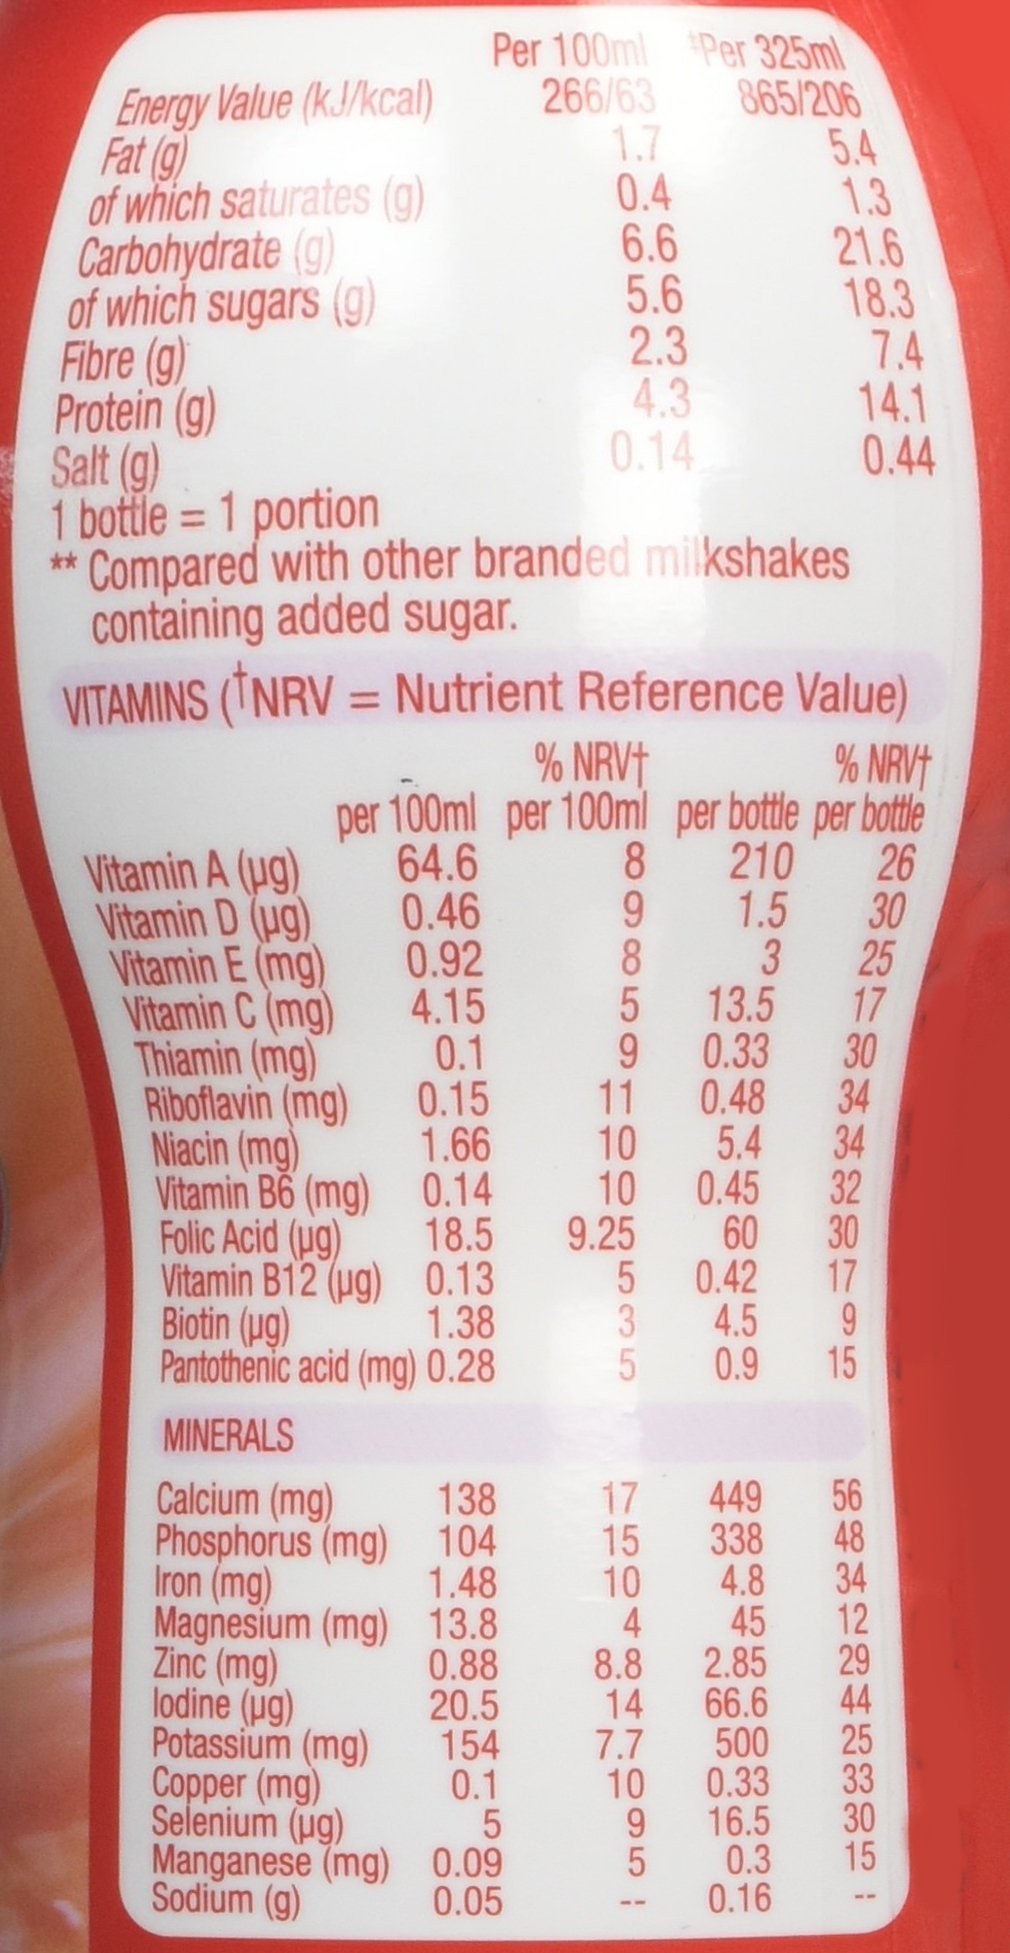 Per 100ml ‡Per 325ml
Energy Value (kJ/kcal) 266/63 865/206
Fat (g) 1.7 5.4
of which saturates (g) 0.4 1.3
Carbohydrate (g) 6.6 21.6
of which sugars (g) 5.6 18.3
Fibre (g) 2.3 7.4
Protein (g) 4.3 14.1
Salt (g) 0.14 0.44
1 bottle = 1 portion
** Compared with other branded milkshakes
containing added sugar.
VITAMINS (†NRV = Nutrient Reference Value)
% NRV† % NRV†
per 100ml per 100ml per bottle per bottle
Vitamin A (µg) 64.6 8 210 26
Vitamin D (µg) 0.46 9 1.5 30
Vitamin E (mg) 0.92 8 3 25
Vitamin C (mg) 4.15 5 13.5 17
Thiamin (mg) 0.1 9 0.33 30
Riboflavin (mg) 0.15 11 0.48 34
Niacin (mg) 1.66 10 5.4 34
Vitamin B6 (mg) 0.14 10 0.45 32
Folic Acid (µg) 18.5 9.25 60 30
Vitamin B12 (µg) 0.13 5 0.42 17
Biotin (µg) 1.38 3 4.5 9
Pantothenic acid (mg) 0.28 5 0.9 15
MINERALS
Calcium (mg) 138 17 449 56
Phosphorus (mg) 104 15 338 48
Iron (mg) 1.48 10 4.8 34
Magnesium (mg) 13.8 4 45 12
Zinc (mg) 0.88 8.8 2.85 29
Iodine (µg) 20.5 14 66.6 44
Potassium (mg) 154 7.7 500 25
Copper (mg) 0.1 10 0.33 33
Selenium (µg) 5 9 16.5 30
Manganese (mg) 0.09 5 0.3 15
Sodium (g) 0.05 -- 0.16 --